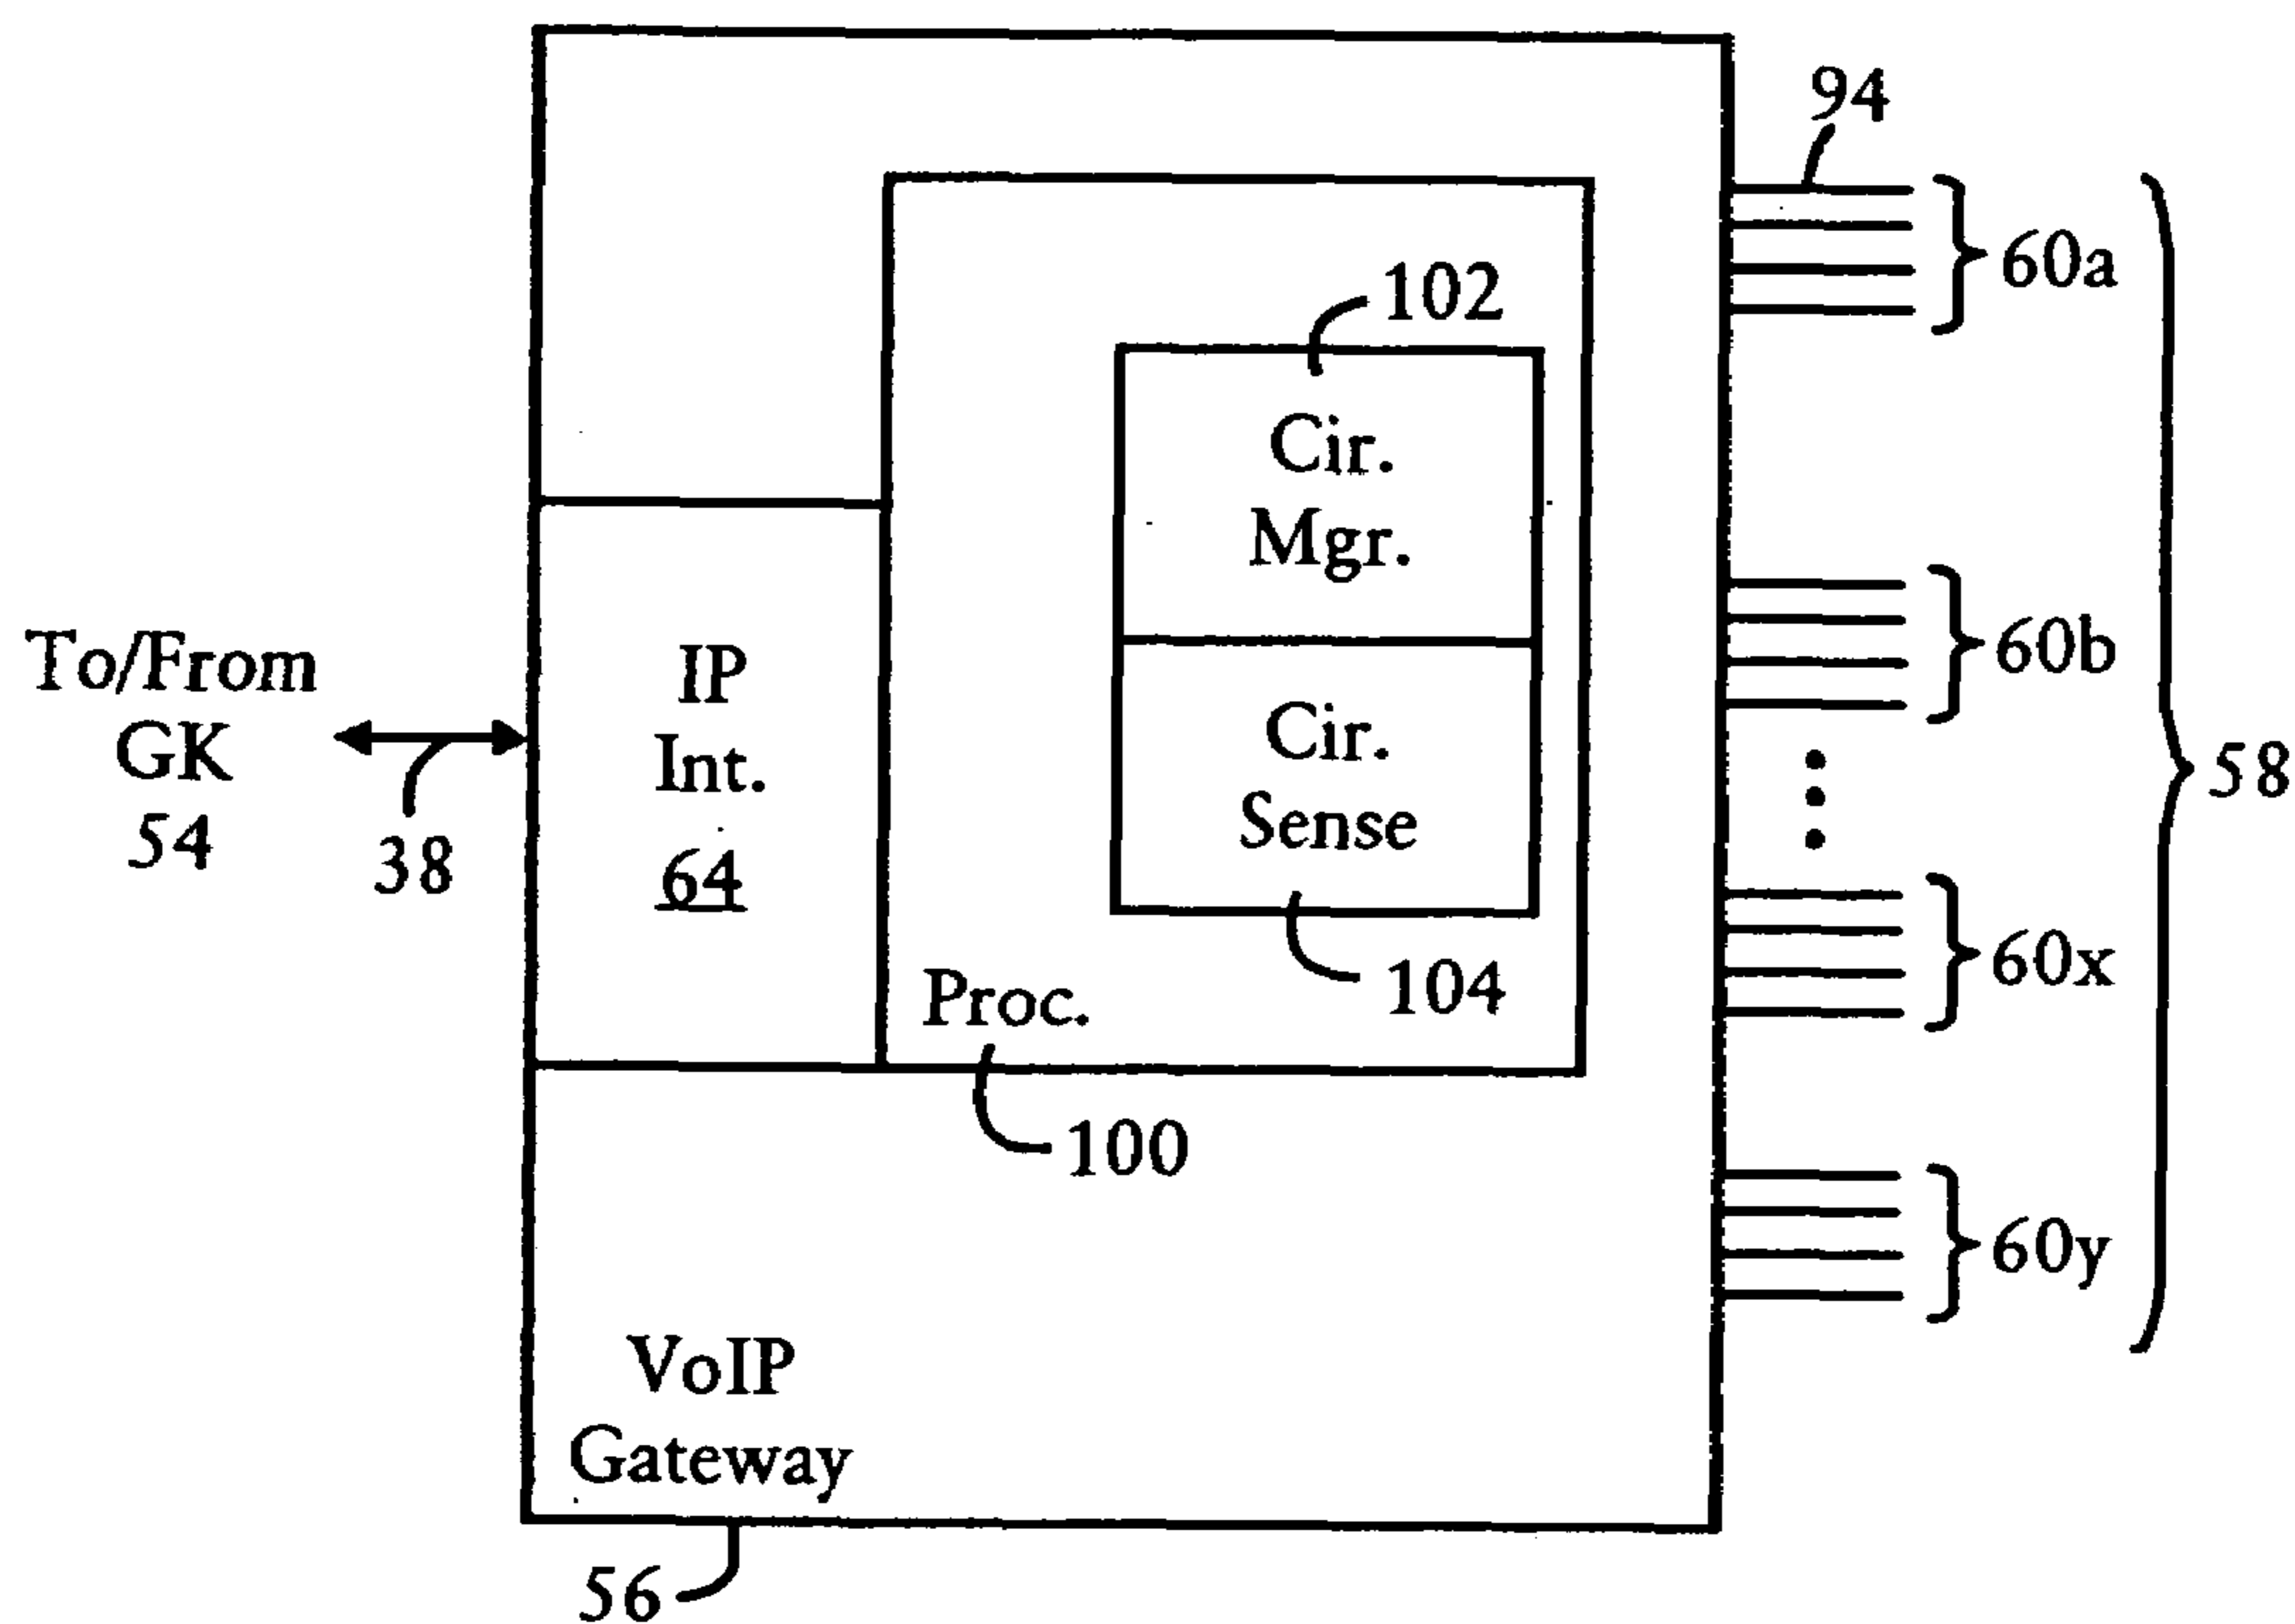 94
60a
102
Cir.
Mgr.
60b
To/From
GK
54
38
IP
Int.
64
Cir.
Sense
58
60x
104
Proc.
100
60y
VoIP
Gateway
56